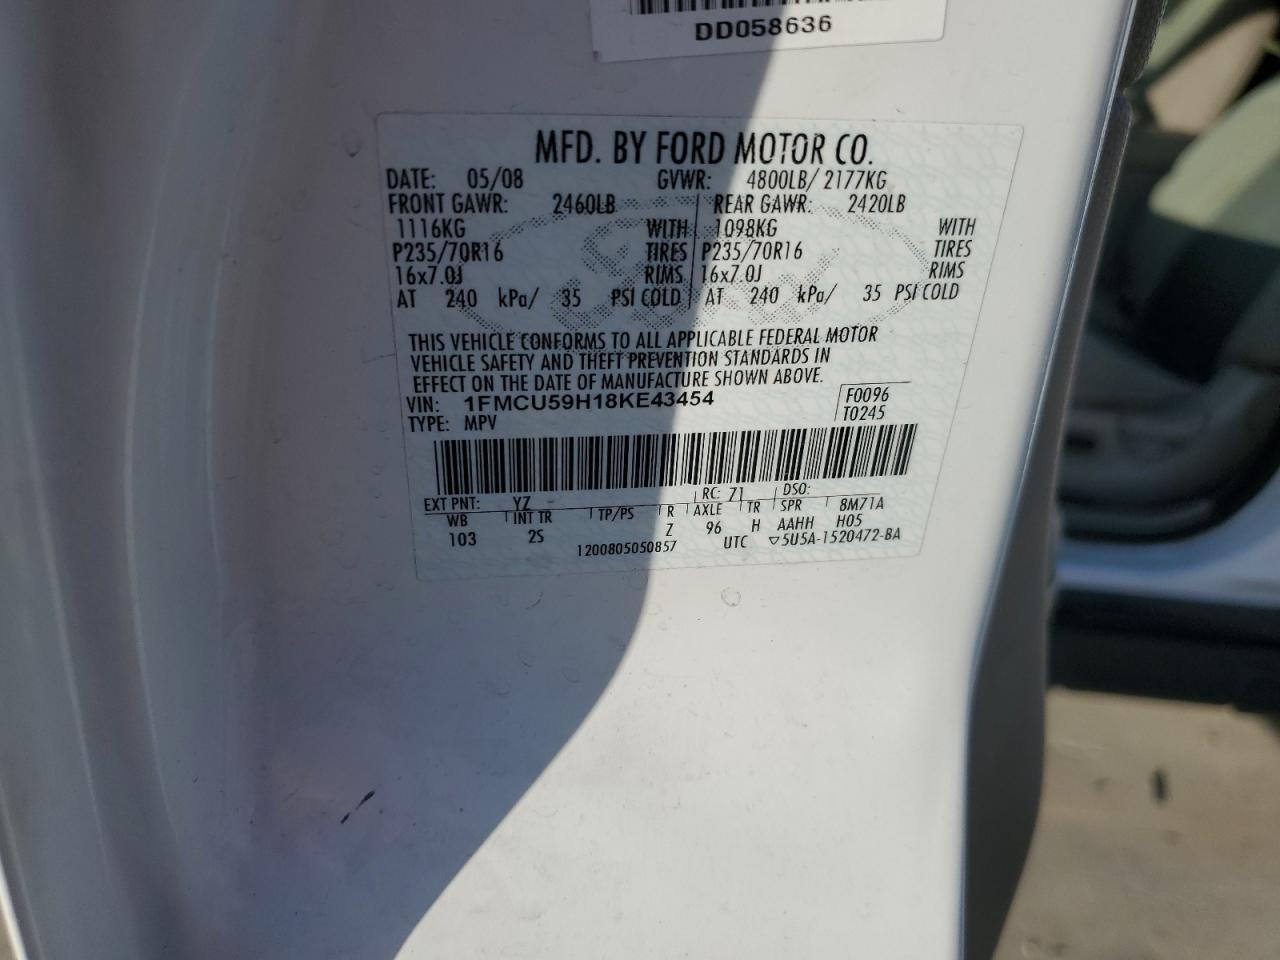 DD058636
MFD. BY FORD MOTOR CO.
DATE: 05/08 GVWR: 4800LB/ 2177KG
FRONT GAWR: 2460LB REAR GAWR: 2420LB
1116KG WITH 1098KG WITH
P235/70R16 TIRES P235/70R16 TIRES
16x7.0J RIMS 16x7.0J RIMS
AT 240 kPa/ 35 PSI COLD AT 240 kPa/ 35 PSI COLD
THIS VEHICLE CONFORMS TO ALL APPLICABLE FEDERAL MOTOR
VEHICLE SAFETY AND THEFT PREVENTION STANDARDS IN
EFFECT ON THE DATE OF MANUFACTURE SHOWN ABOVE.
VIN: 1FMCU59H18KE43454 F0096
TYPE: MPV T0245
EXT PNT: YZ RC: 71 DSO:
WB INT TR TP/PS R AXLE TR SPR 8M71A
103 2S Z 96 H AAHH H05
1200805050857 UTC ▽5U5A-1520472-BA